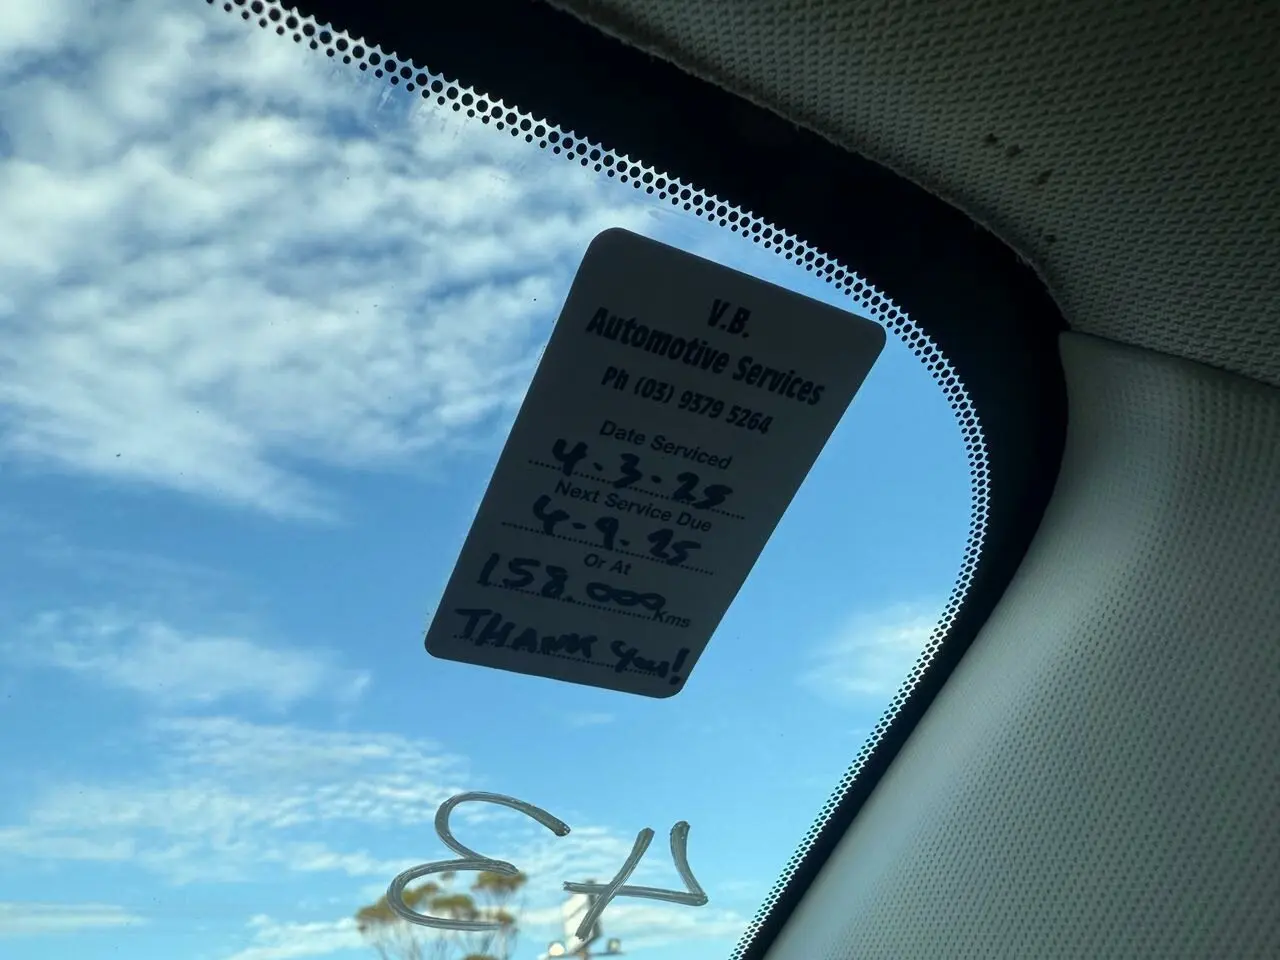 V.B.
Automotive Services
Ph (03) 9379 5264
Date Serviced
4-3-25
Next Service Due
4-9-25
Or At
158.000 Kms
THANK You!
43